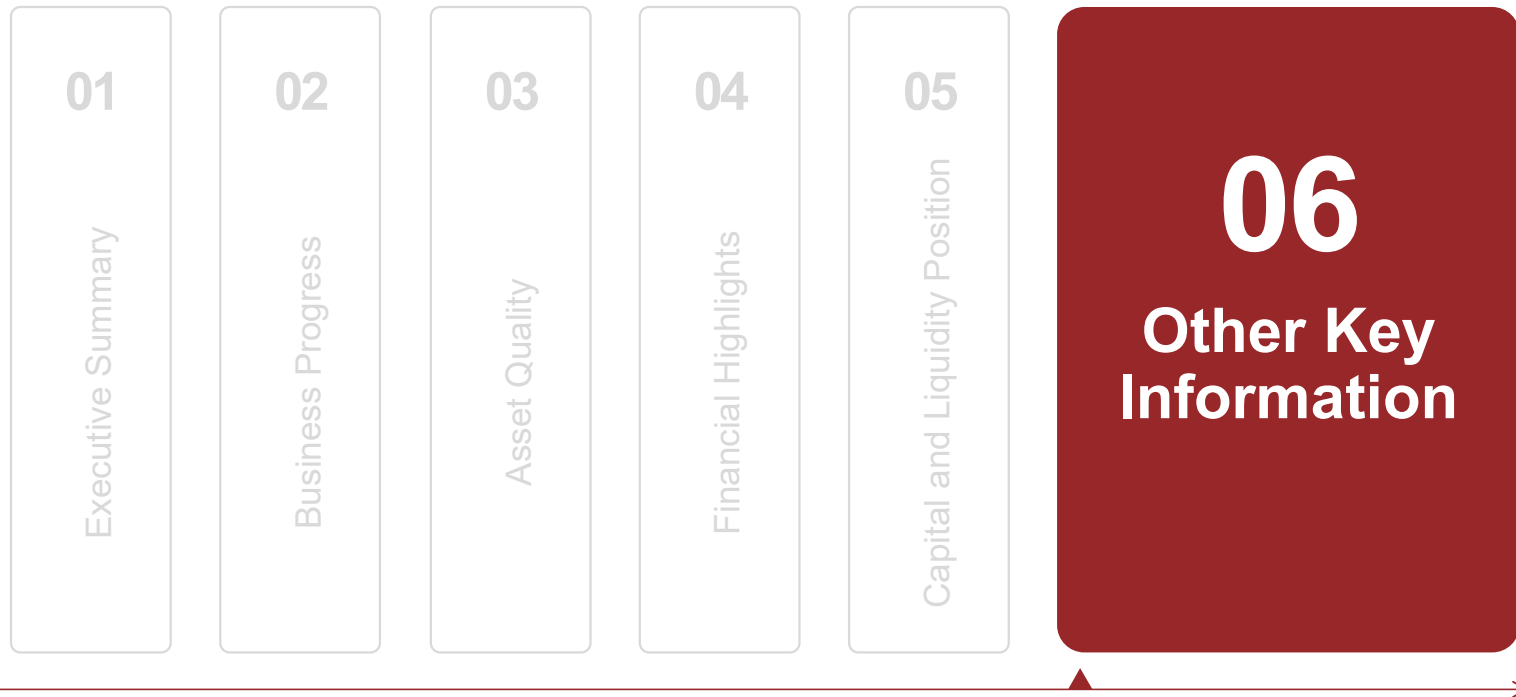 01
Executive Summary
02
Business Progress
03
Asset Quality
04
Financial Highlights
05
Capital and Liquidity Position
06
Other Key
Information